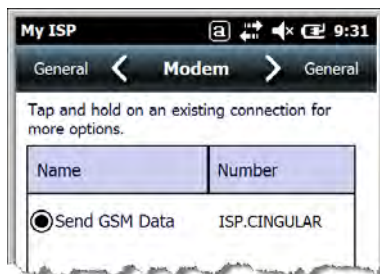 My ISP a 9:31
General Modem General
Tap and hold on an existing connection for
more options.
Name Number
Send GSM Data ISP.CINGULAR